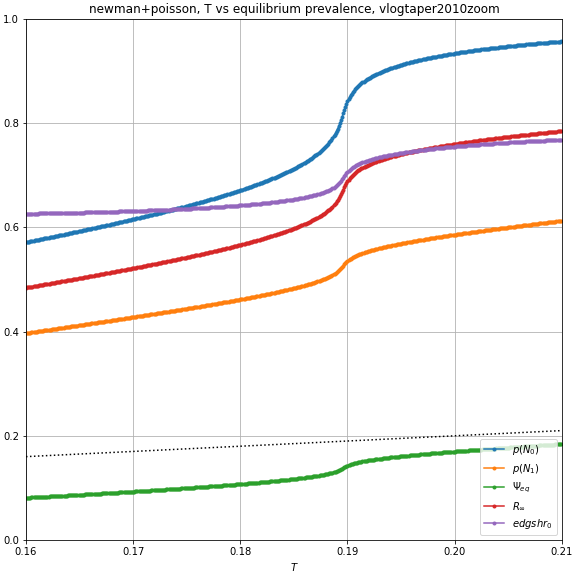 newman+poisson, T vs equilibrium prevalence, vlogtaper2010zoom
1.0
0.8
0.6
0.4
0.2
0.0
p(N₀)
p(N₁)
Ψₑq
R∞
edgshr₀
0.16
0.17
0.18
0.19
0.20
0.21
T